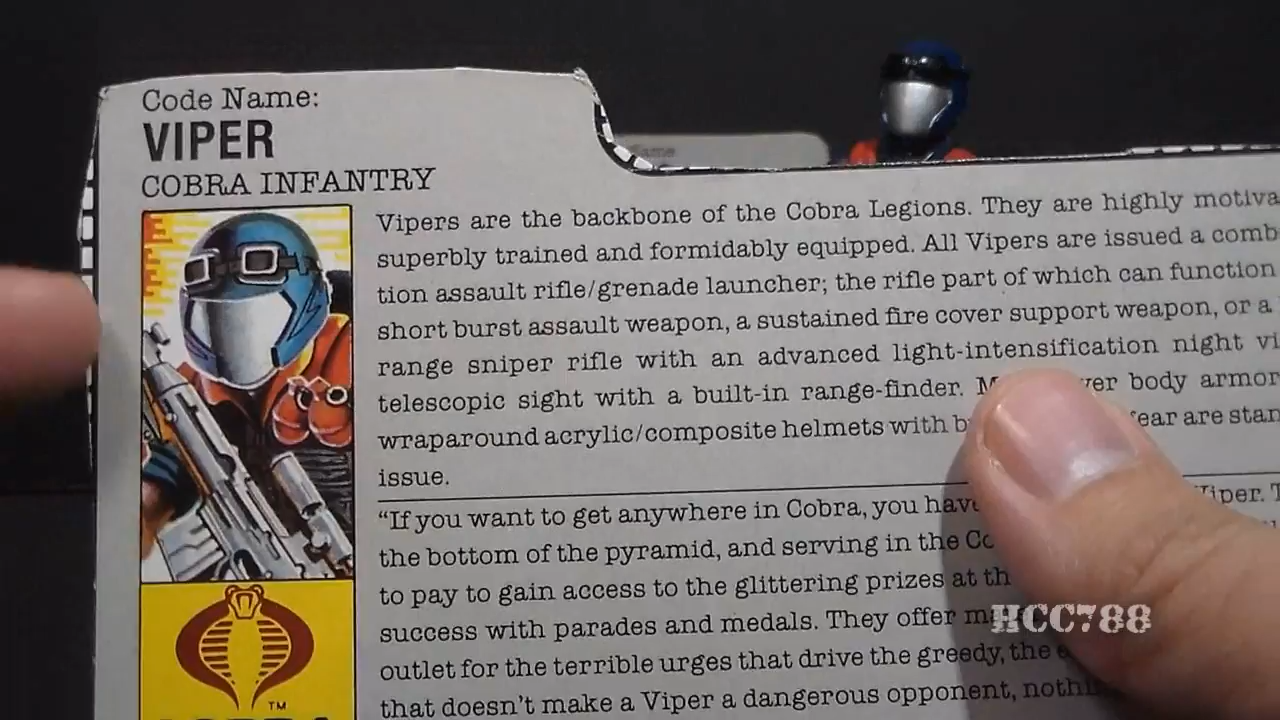 Code Name:
VIPER
COBRA INFANTRY
ame
Vipers are the backbone of the Cobra Legions. They are highly motiva
superbly trained and formidably equipped. All Vipers are issued a comb
tion assault rifle/grenade launcher; the rifle part of which can function
short burst assault weapon, a sustained fire cover support weapon, or a
range sniper rifle with an advanced light-intensification night vi
telescopic sight with a built-in range-finder. M ver body armor
wraparound acrylic/composite helmets with b ear are stan
issue.
"If you want to get anywhere in Cobra, you have Viper. T
the bottom of the pyramid, and serving in the Co
to pay to gain access to the glittering prizes at th
success with parades and medals. They offer m
outlet for the terrible urges that drive the greedy, the e
that doesn't make a Viper a dangerous opponent, nothi
TM
COBRA
HCC788